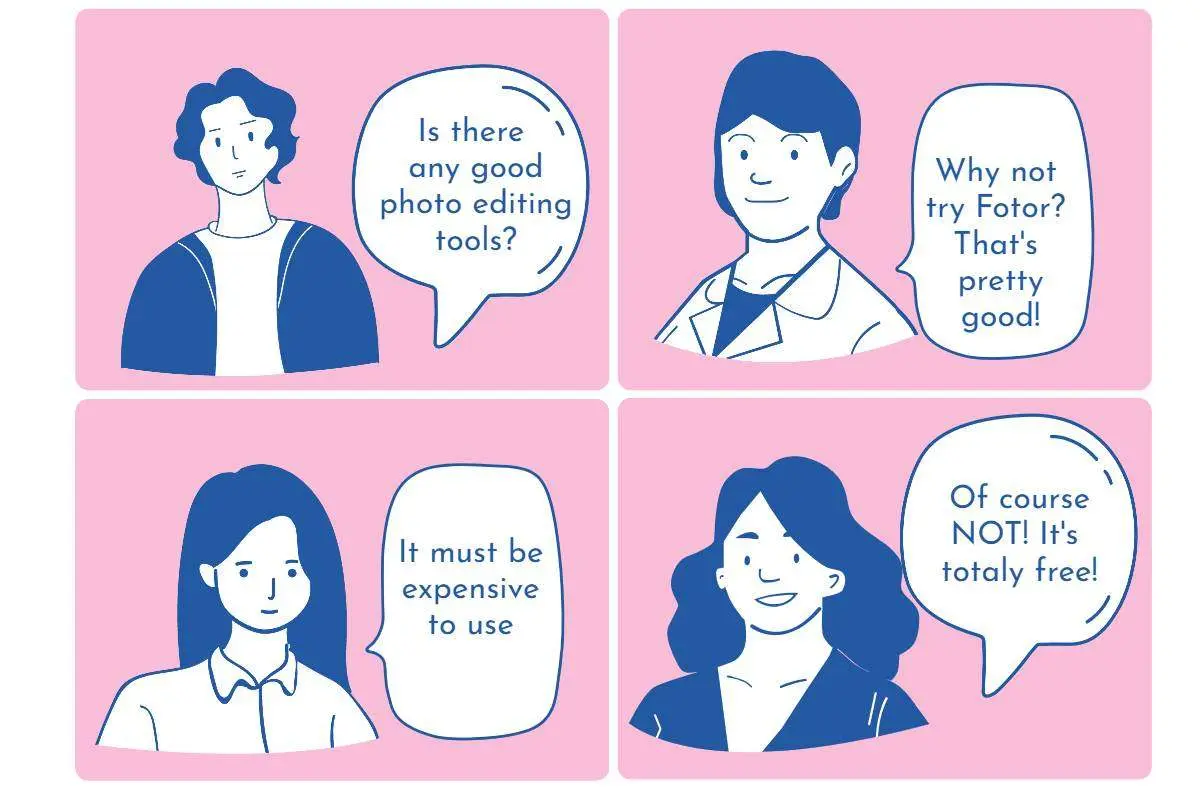 Is there
any good
photo editing
tools?
Why not
try Fotor?
That's
pretty
good!
It must be
expensive
to use
Of course
NOT! It's
totaly free!